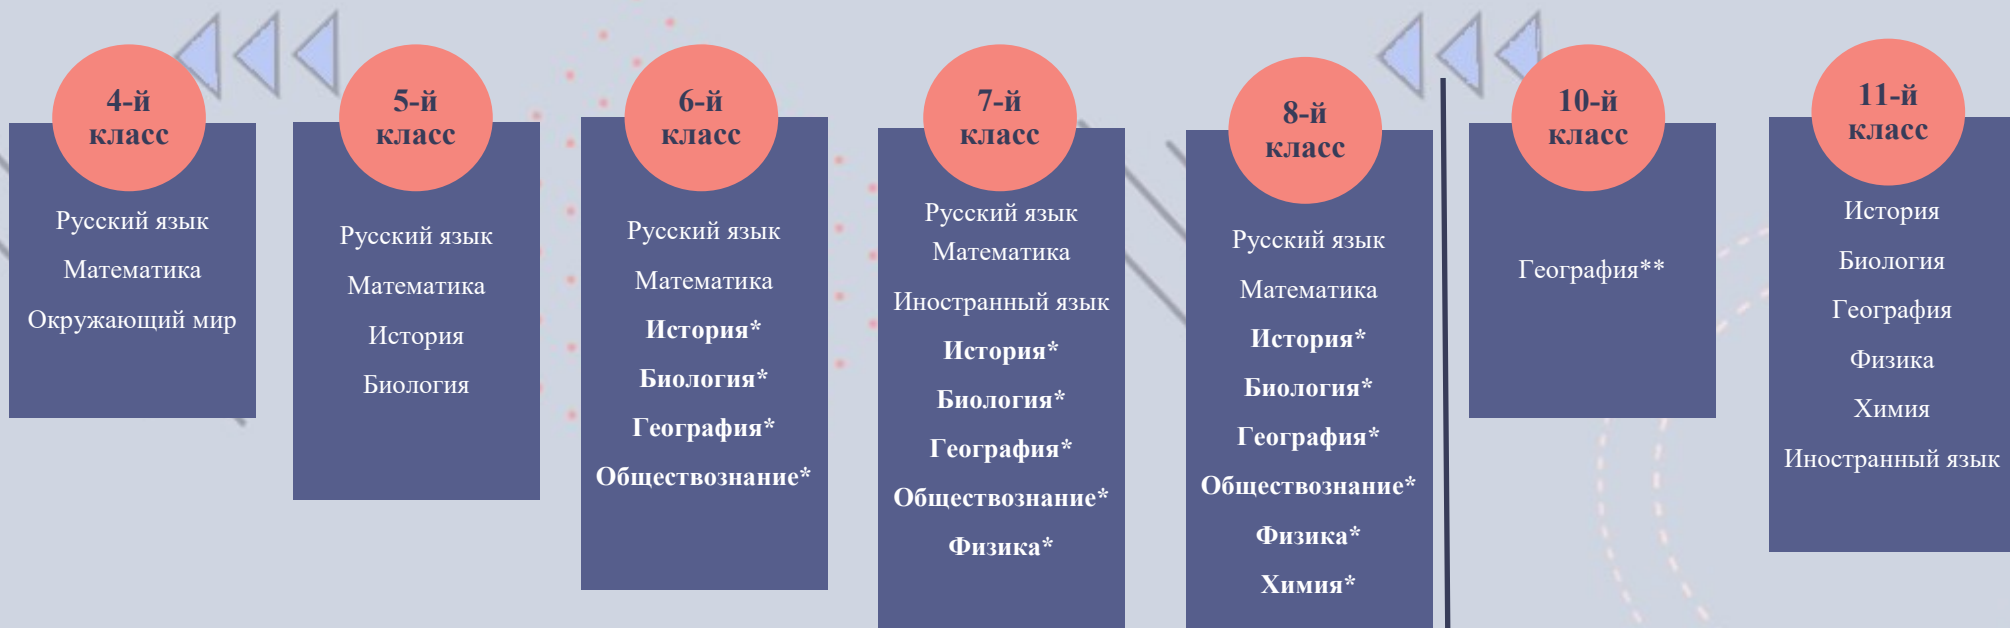 4-й
класс
Русский язык
Математика
Окружающий мир
5-й
класс
Русский язык
Математика
История
Биология
6-й
класс
Русский язык
Математика
История*
Биология*
География*
Обществознание*
7-й
класс
Русский язык
Математика
Иностранный язык
История*
Биология*
География*
Обществознание*
Физика*
8-й
класс
Русский язык
Математика
История*
Биология*
География*
Обществознание*
Физика*
Химия*
10-й
класс
География**
11-й
класс
История
Биология
География
Физика
Химия
Иностранный язык